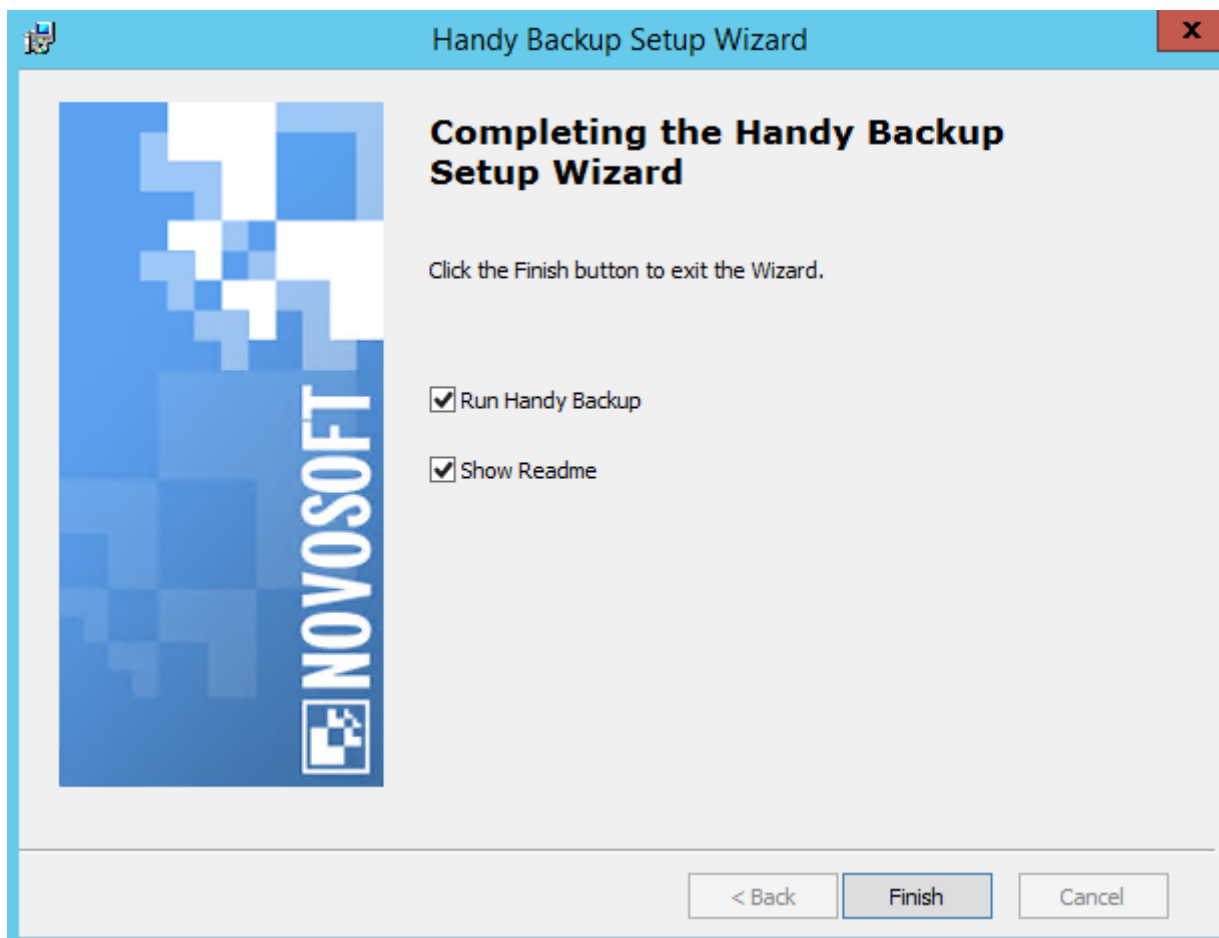 Handy Backup Setup Wizard
x
Completing the Handy Backup
Setup Wizard
Click the Finish button to exit the Wizard.
Run Handy Backup
Show Readme
NOVOSOFT
< Back
Finish
Cancel